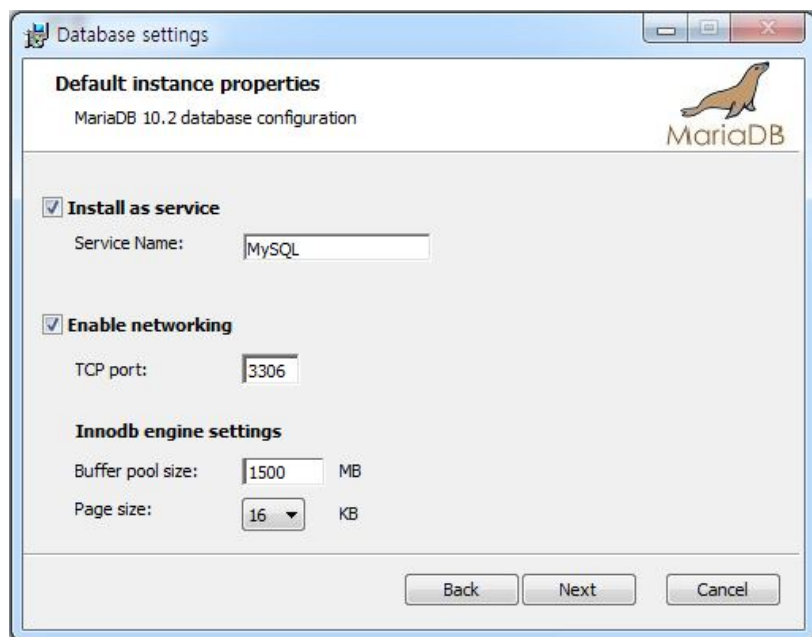 Database settings
Default instance properties
MariaDB 10.2 database configuration
MariaDB
Install as service
Service Name: MySQL
Enable networking
TCP port: 3306
Innodb engine settings
Buffer pool size: 1500 MB
Page size: 16 KB
Back Next Cancel